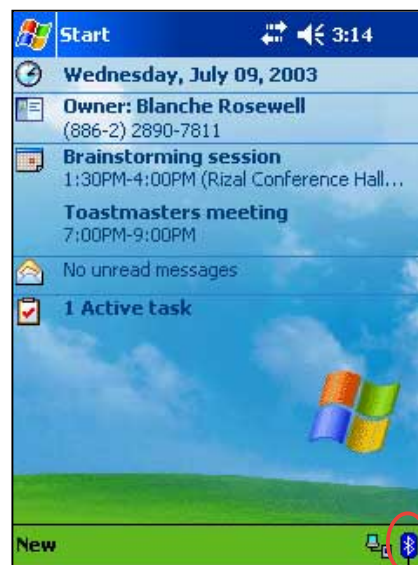 Start 3:14
Wednesday, July 09, 2003
Owner: Blanche Rosewell
(886-2) 2890-7811
Brainstorming session
1:30PM-4:00PM (Rizal Conference Hall...
Toastmasters meeting
7:00PM-9:00PM
No unread messages
1 Active task
New